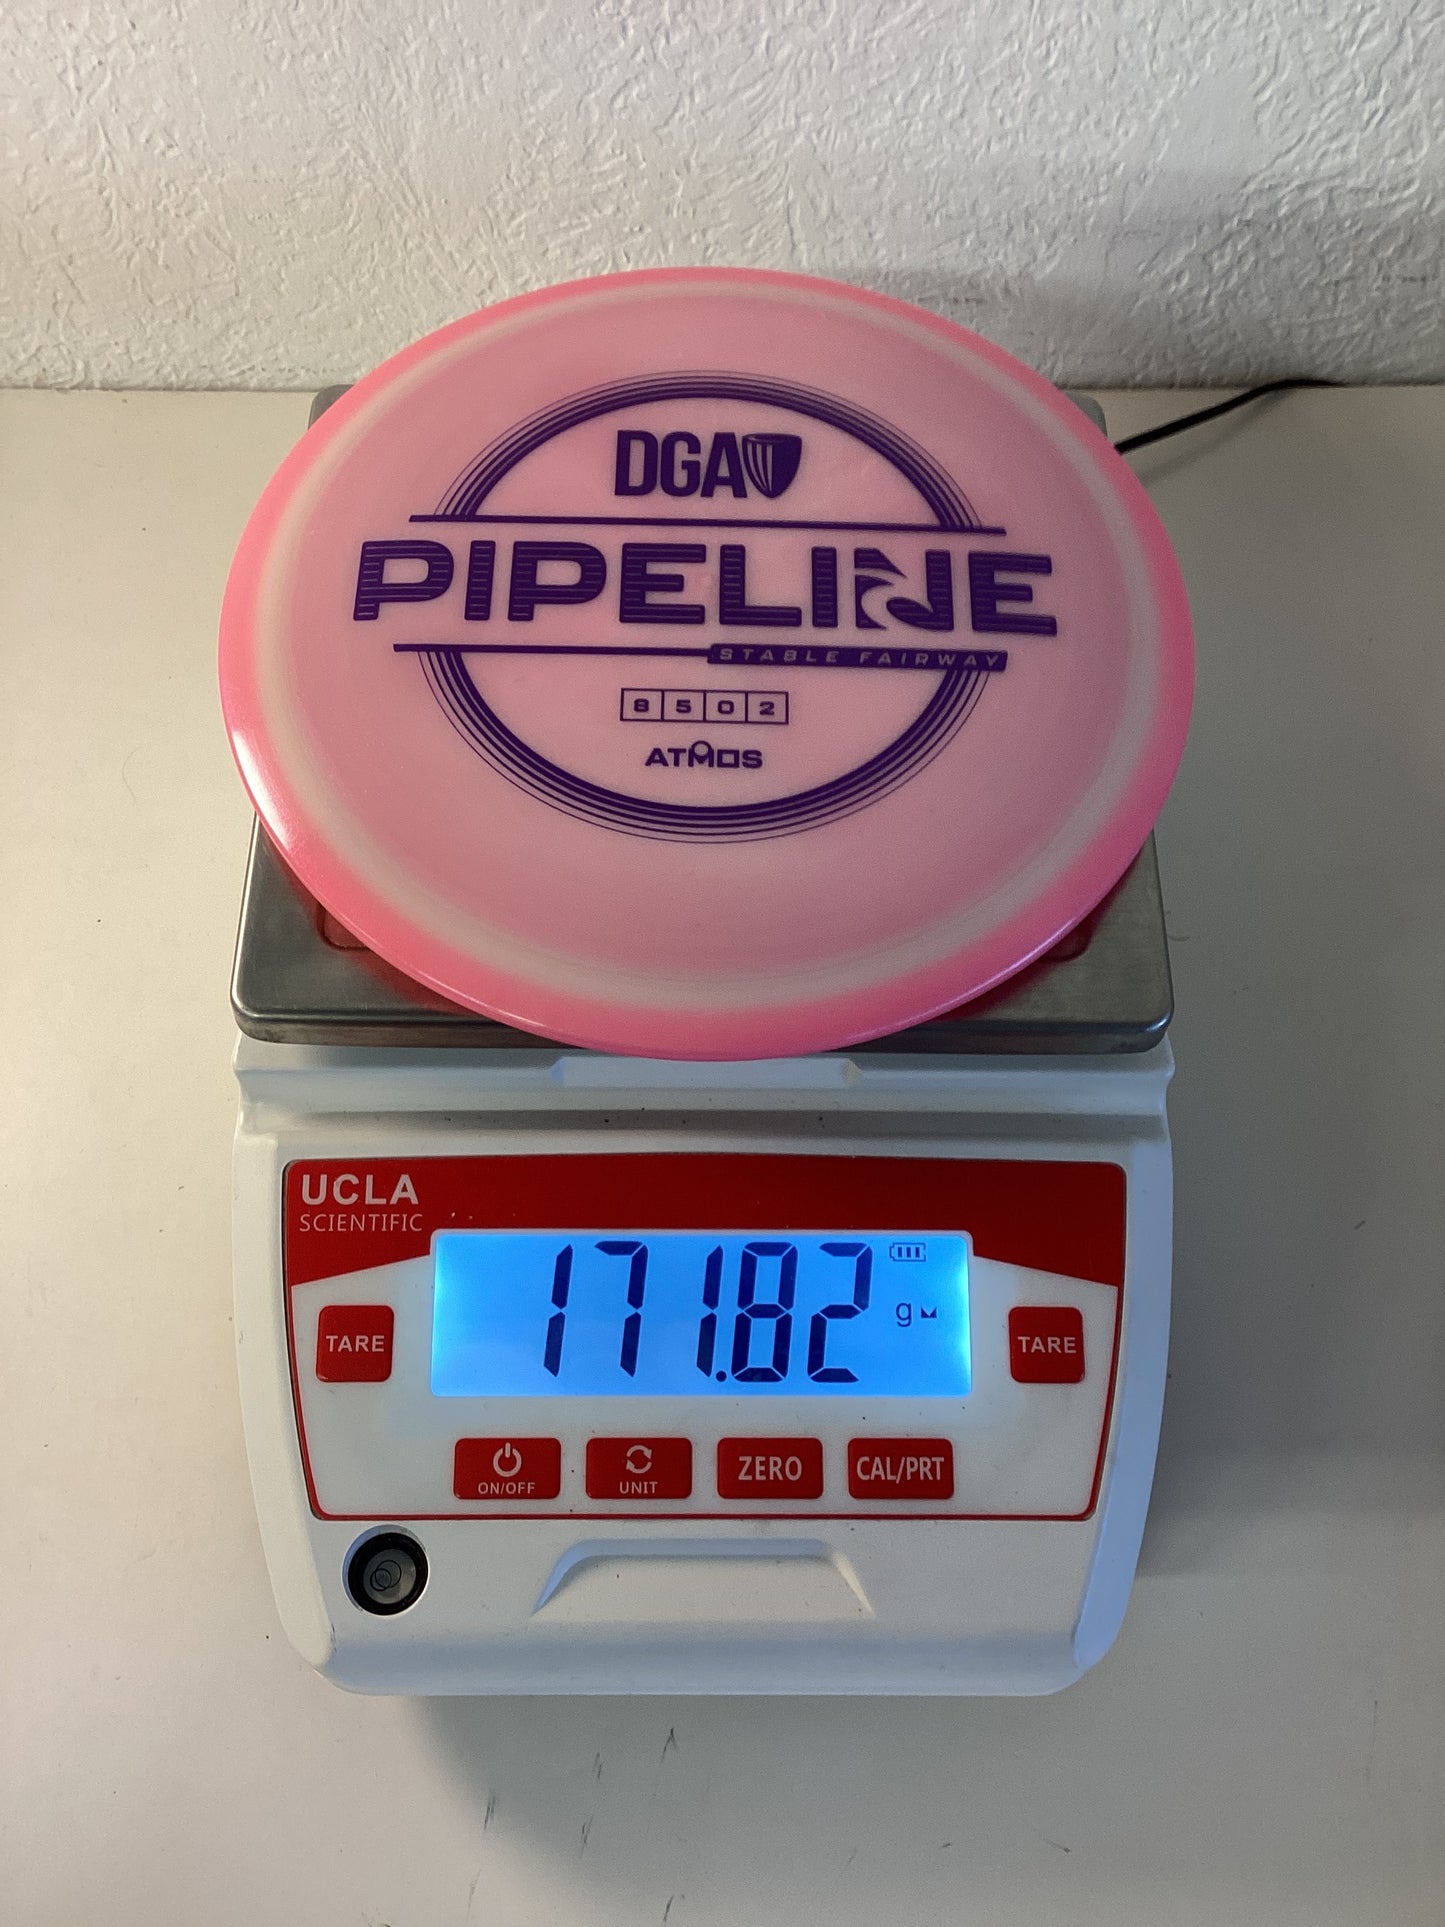 DGA
PIPELINE
STABLE FAIRWAY
8 5 0 2
ATMOS
UCLA
SCIENTIFIC
171.82 g
TARE
TARE
ON/OFF
UNIT
ZERO
CAL/PRT